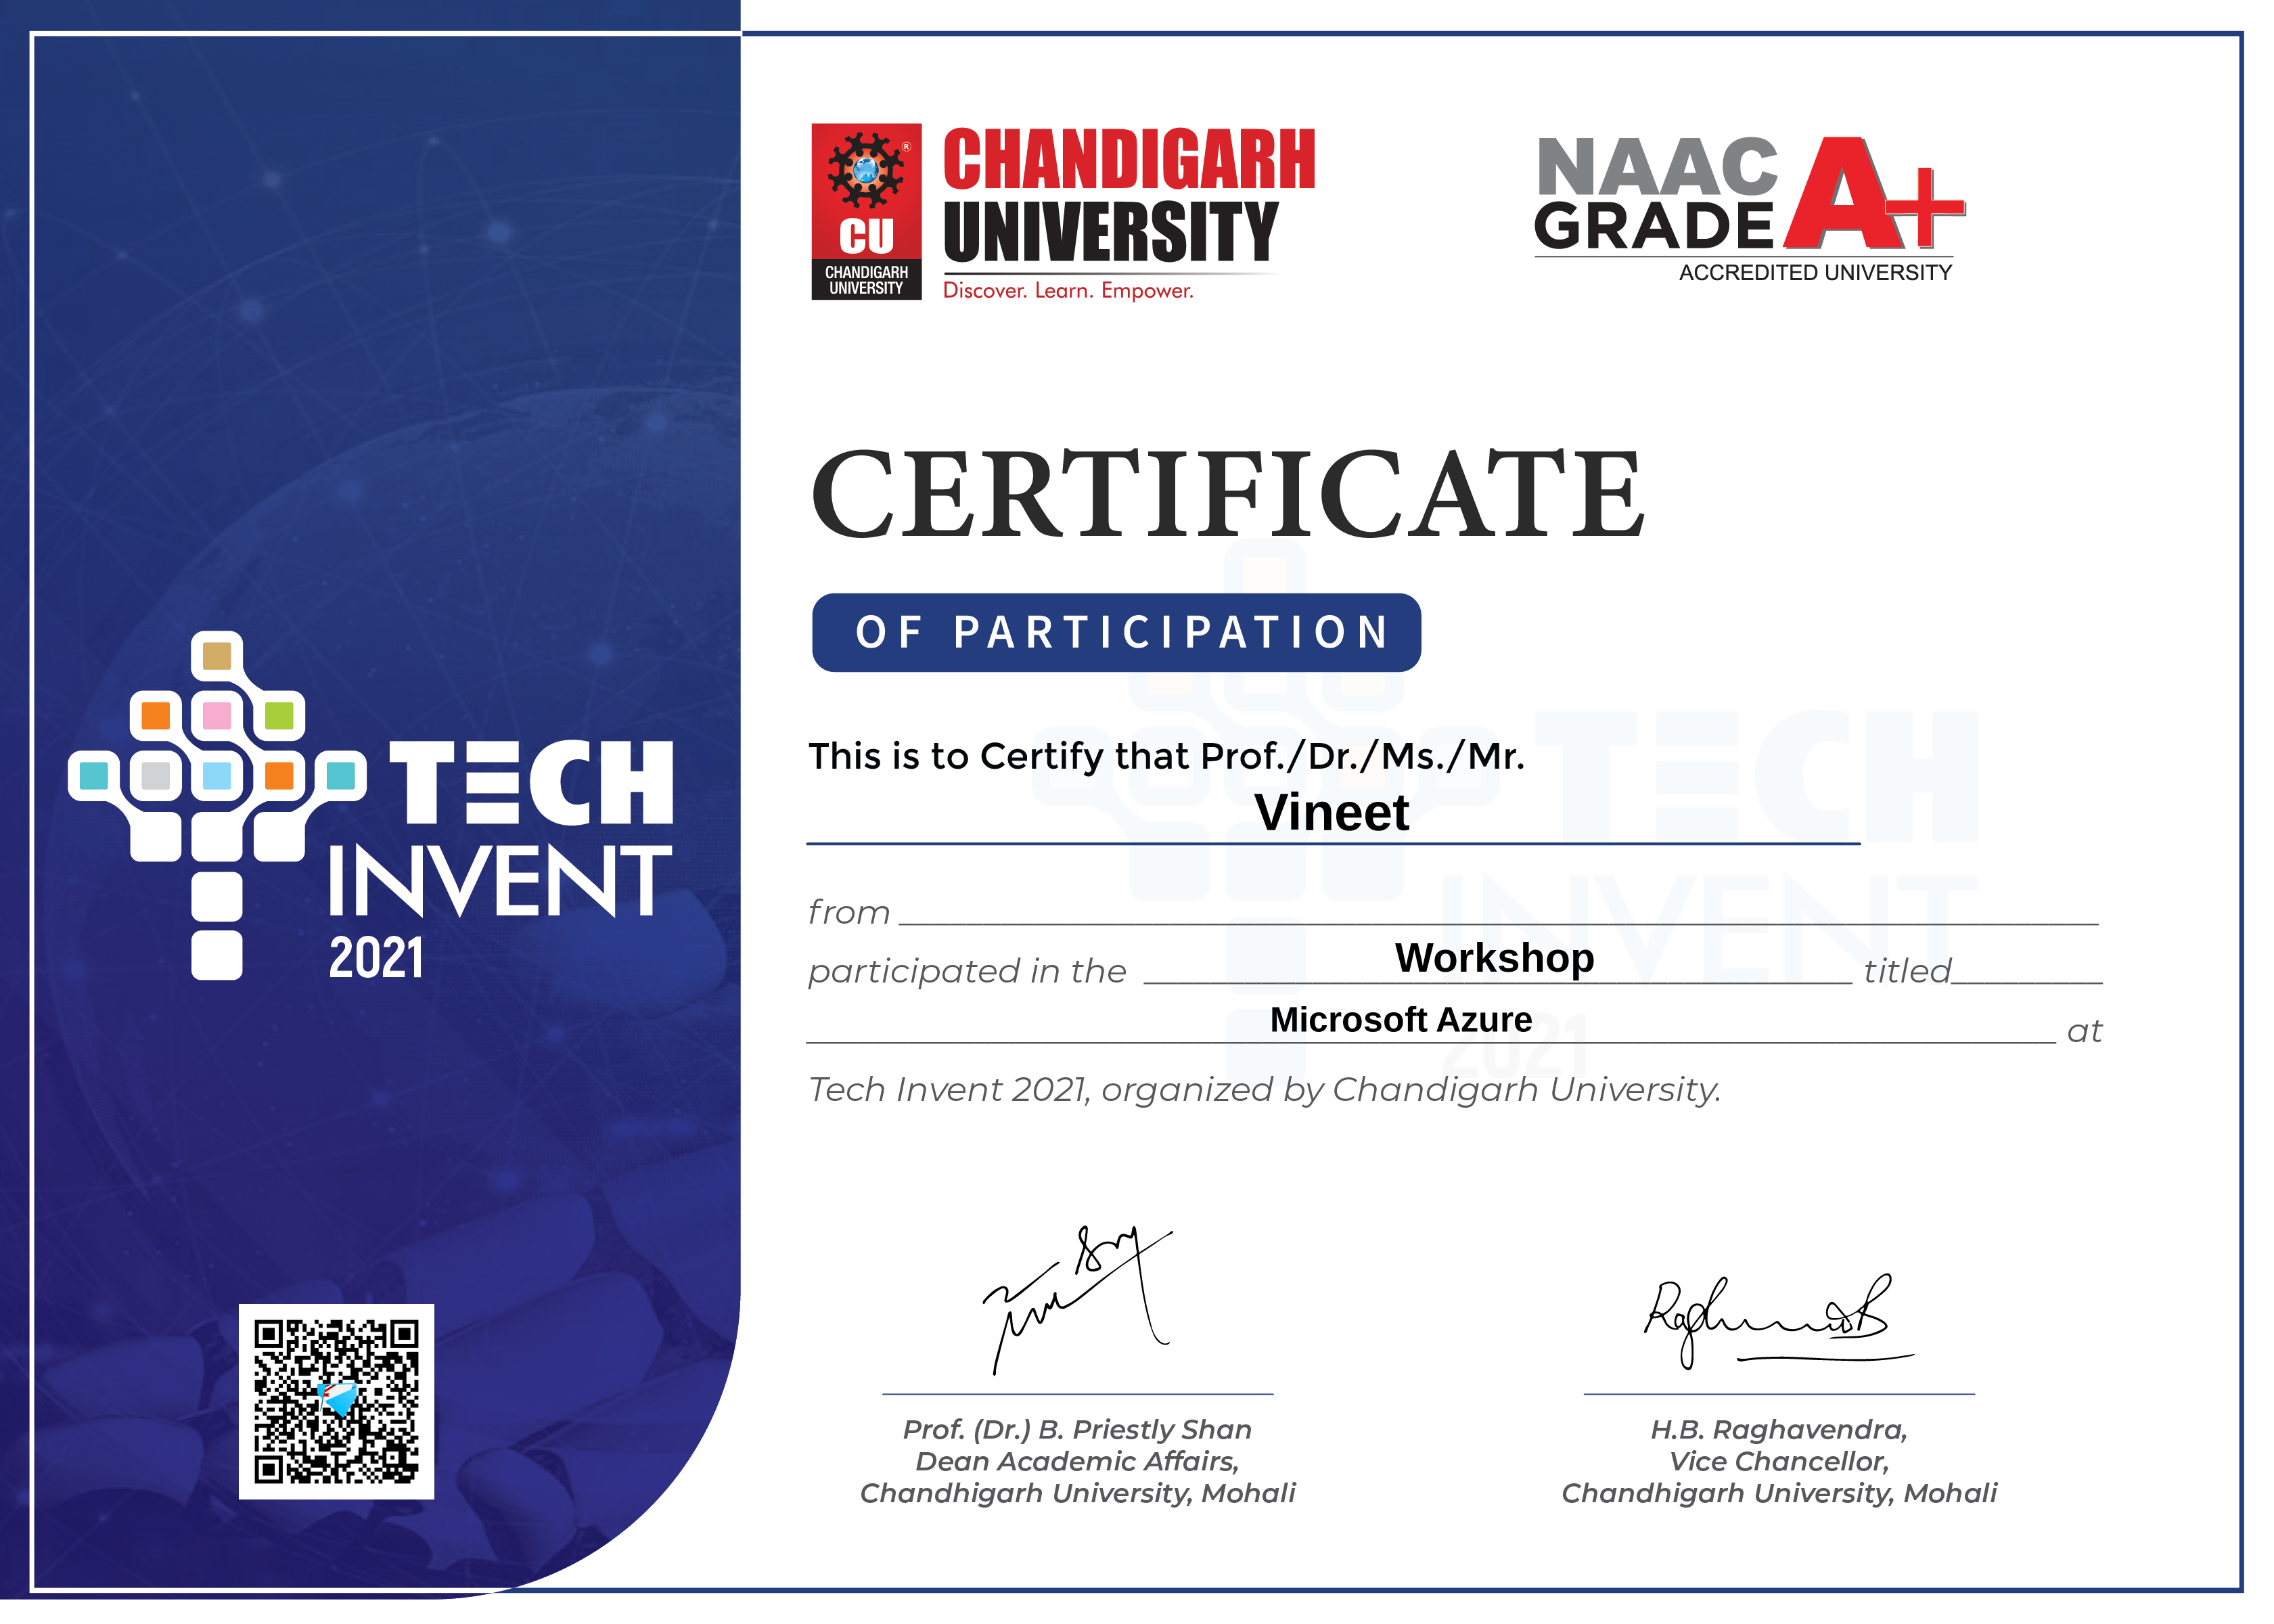 CHANDIGARH
UNIVERSITY
Discover. Learn. Empower.
®
CU
CHANDIGARH
UNIVERSITY
NAAC
GRADE A+
ACCREDITED UNIVERSITY
CERTIFICATE
OF PARTICIPATION
This is to Certify that Prof./Dr./Ms./Mr.
Vineet
from
participated in the Workshop titled
Microsoft Azure at
Tech Invent 2021, organized by Chandigarh University.
TECH
INVENT
2021
TECH
INVENT
2021
Prof. (Dr.) B. Priestly Shan
Dean Academic Affairs,
Chandhigarh University, Mohali
H.B. Raghavendra,
Vice Chancellor,
Chandhigarh University, Mohali